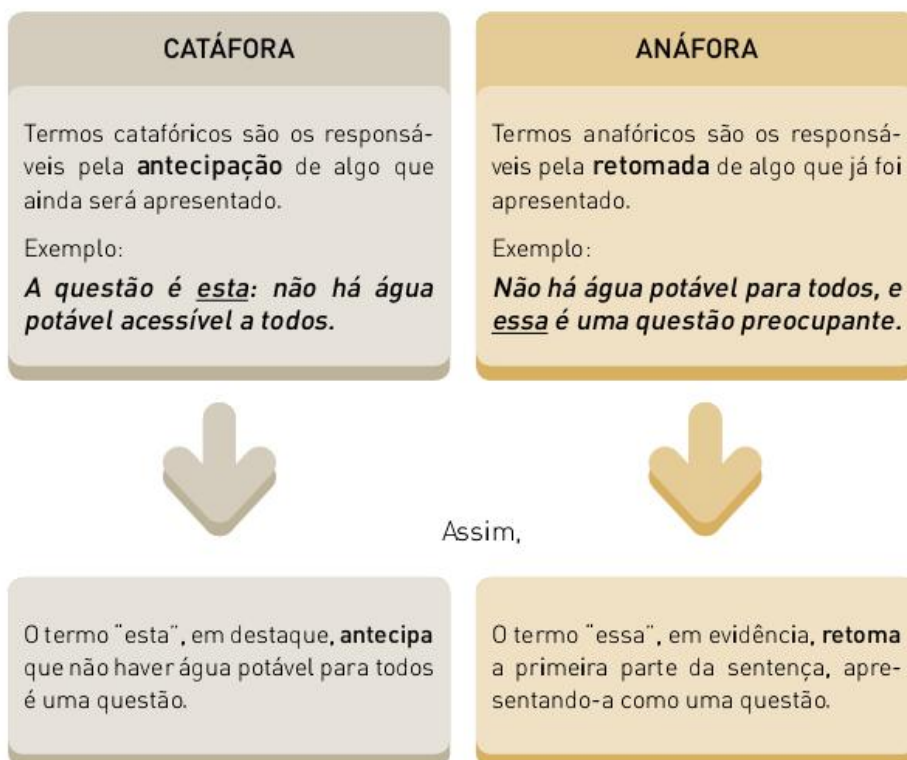 CATÁFORA
Termos catafóricos são os responsá-
veis pela antecipação de algo que
ainda será apresentado.
Exemplo:
A questão é esta: não há água
potável acessível a todos.
ANÁFORA
Termos anafóricos são os responsá-
veis pela retomada de algo que já foi
apresentado.
Exemplo:
Não há água potável para todos, e
essa é uma questão preocupante.
Assim,
O termo "esta", em destaque, antecipa
que não haver água potável para todos
é uma questão.
O termo "essa", em evidência, retoma
a primeira parte da sentença, apre-
sentando-a como uma questão.